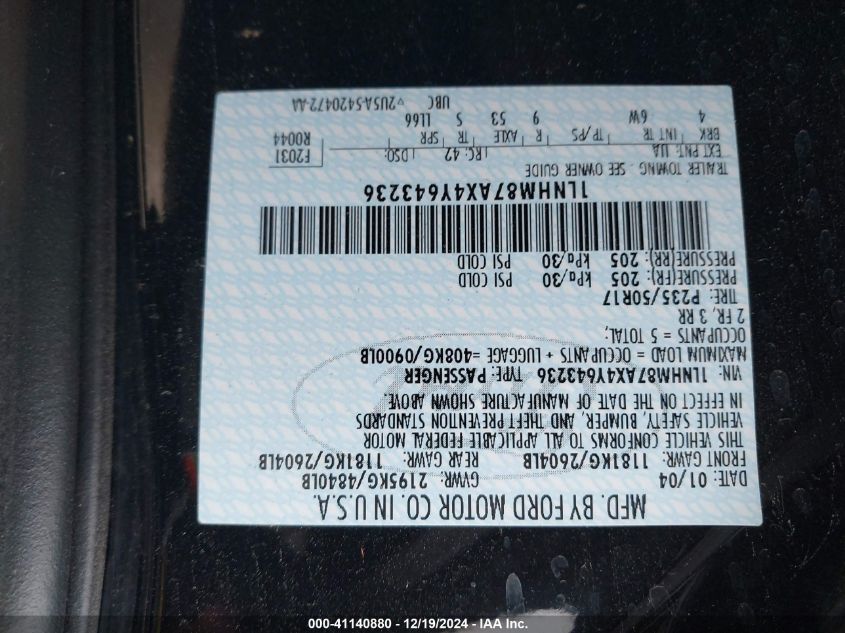 MFD. BY FORD MOTOR CO. IN U.S.A.
DATE: 01/04 GVWR: 2195KG/4840LB
FRONT GAWR: 1181KG/2604LB REAR GAWR: 1181KG/2604LB
THIS VEHICLE CONFORMS TO ALL APPLICABLE FEDERAL MOTOR
VEHICLE SAFETY, BUMPER, AND THEFT PREVENTION STANDARDS
IN EFFECT ON THE DATE OF MANUFACTURE SHOWN ABOVE.
VIN: 1LNHM87AX4Y643236 TYPE: PASSENGER
MAXIMUM LOAD = OCCUPANTS + LUGGAGE =408KG/0900LB
OCCUPANTS = 5 TOTAL;
2 FR, 3 RR
TIRE: P235/50R17
PRESSURE(FR): 205 kPa/30 PSI COLD
PRESSURE(RR): 205 kPa/30 PSI COLD
1LNHM87AX4Y643236
TRAILER TOWING - SEE OWNER GUIDE
EXT PNT: UA RC: 42 DSO: F2031
BRK INT TR TP/PS R AXLE TR SPR R0044
4 6W 9 53 S LL66
UBC ▽2U5A-5420472-AA
000-41140880 - 12/19/2024 - IAA Inc.